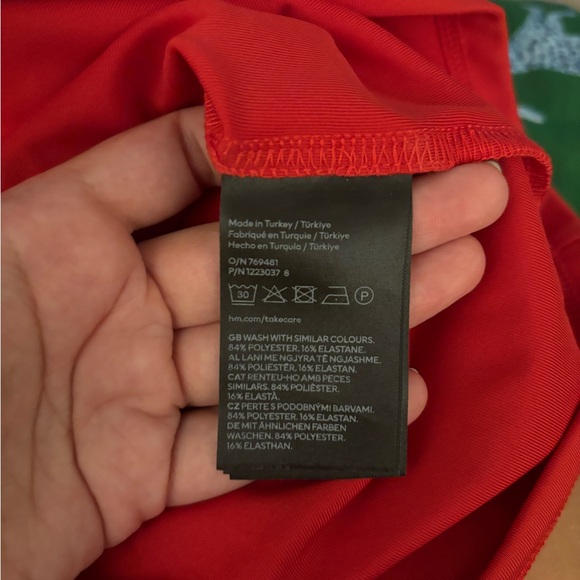 Made in Turkey / Türkiye
Fabriqué en Turquie / Türkiye
Hecho en Turquía / Türkiye
O/N 769481
P/N 1223037 8
30 P
hm.com/takecare
GB WASH WITH SIMILAR COLOURS.
84% POLYESTER. 16% ELASTANE.
AL LANI ME NGJYRA TË NGJASHME.
84% POLIESTËR. 16% ELASTAN.
CAT RENTEU-HO AMB PECES
SIMILARS. 84% POLIÈSTER.
16% ELASTÀ.
CZ PERTE S PODOBNÝMI BARVAMI.
84% POLYESTER. 16% ELASTAN.
DE MIT ÄHNLICHEN FARBEN
WASCHEN. 84% POLYESTER.
16% ELASTHAN.